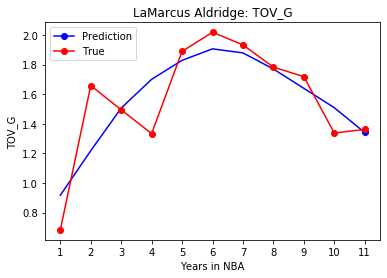 LaMarcus Aldridge: TOV_G
Prediction
True
2.0
1.8
1.6
1.4
1.2
1.0
0.8
TOV_G
1 2 3 4 5 6 7 8 9 10 11
Years in NBA